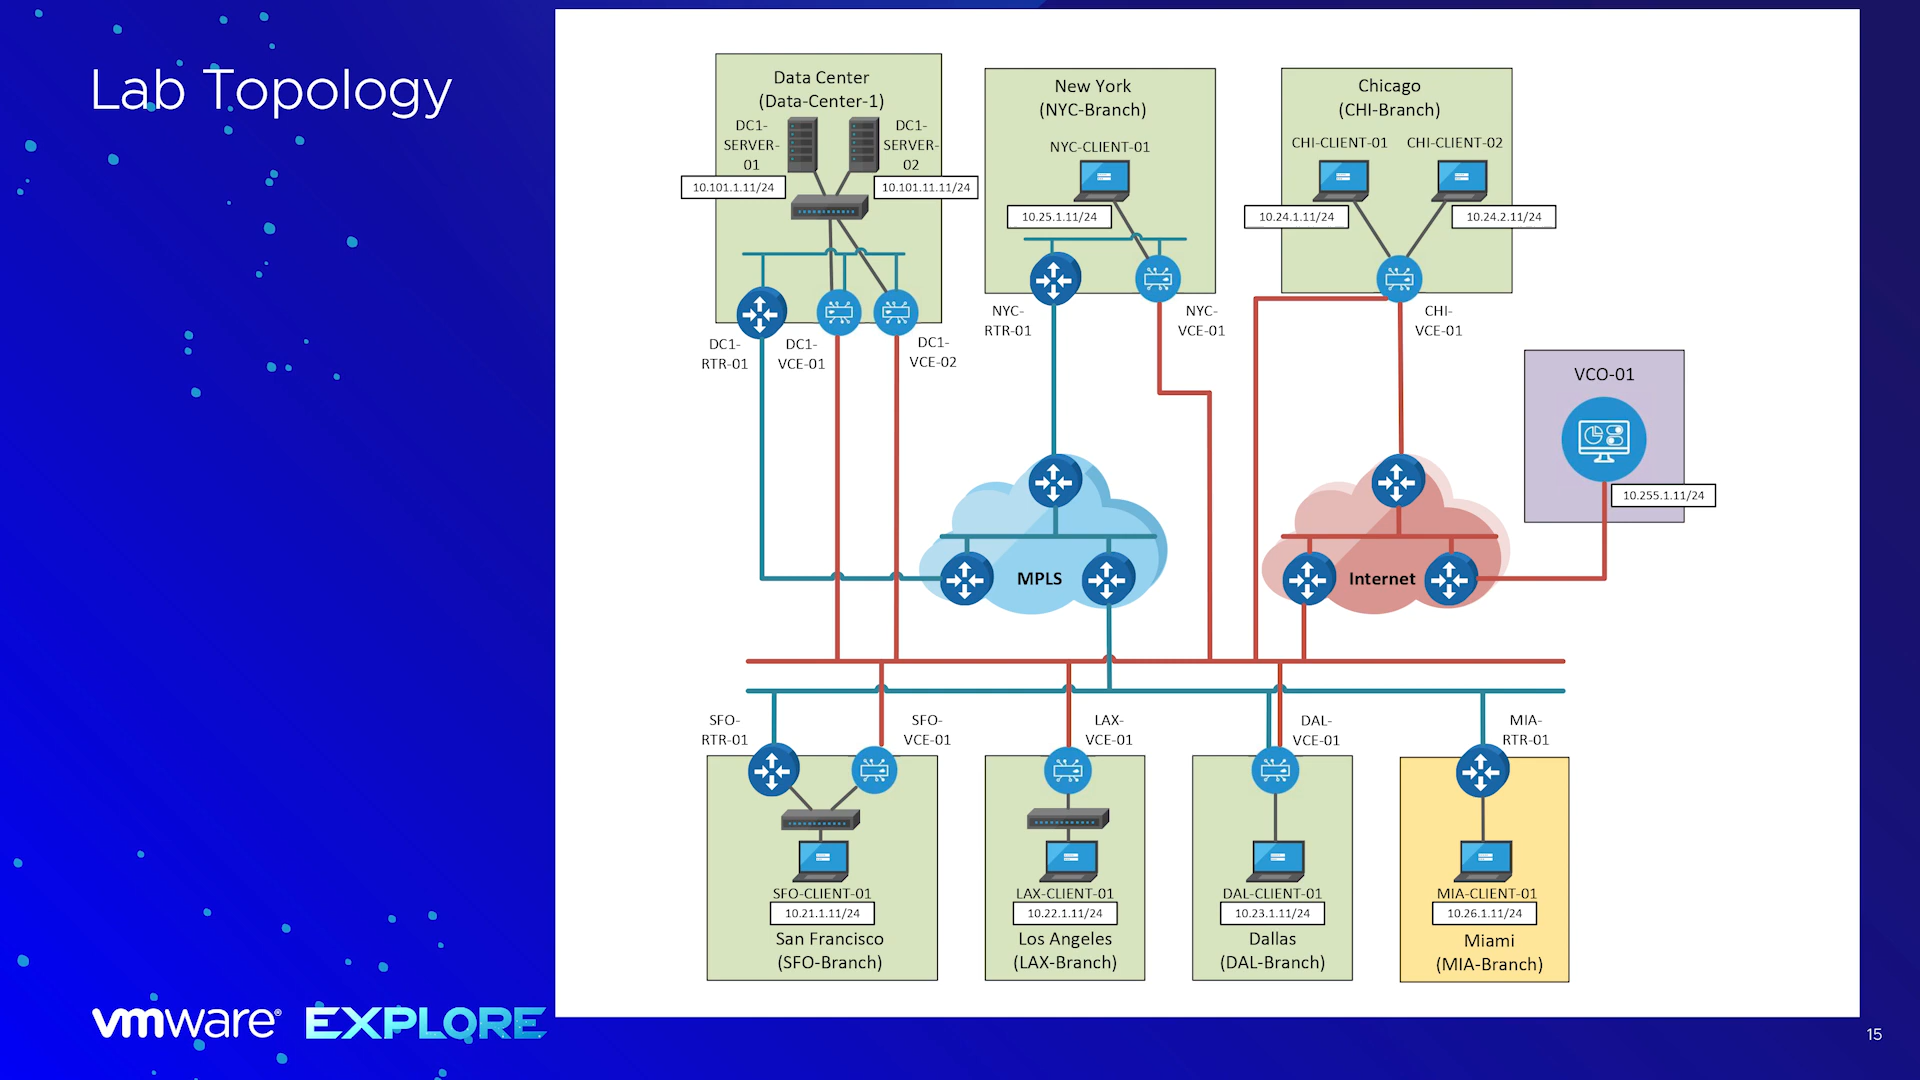 Lab Topology
Data Center
(Data-Center-1)
DC1-
SERVER-
01
DC1-
SERVER-
02
10.101.1.11/24
10.101.11.11/24
DC1-
RTR-01
DC1-
VCE-01
DC1-
VCE-02
New York
(NYC-Branch)
NYC-CLIENT-01
10.25.1.11/24
NYC-
RTR-01
NYC-
VCE-01
Chicago
(CHI-Branch)
CHI-CLIENT-01
CHI-CLIENT-02
10.24.1.11/24
10.24.2.11/24
CHI-
VCE-01
VCO-01
10.255.1.11/24
MPLS
Internet
SFO-
RTR-01
SFO-
VCE-01
SFO-CLIENT-01
10.21.1.11/24
San Francisco
(SFO-Branch)
LAX-
VCE-01
LAX-CLIENT-01
10.22.1.11/24
Los Angeles
(LAX-Branch)
DAL-
VCE-01
DAL-CLIENT-01
10.23.1.11/24
Dallas
(DAL-Branch)
MIA-
RTR-01
MIA-CLIENT-01
10.26.1.11/24
Miami
(MIA-Branch)
vmware® EXPLORE
15